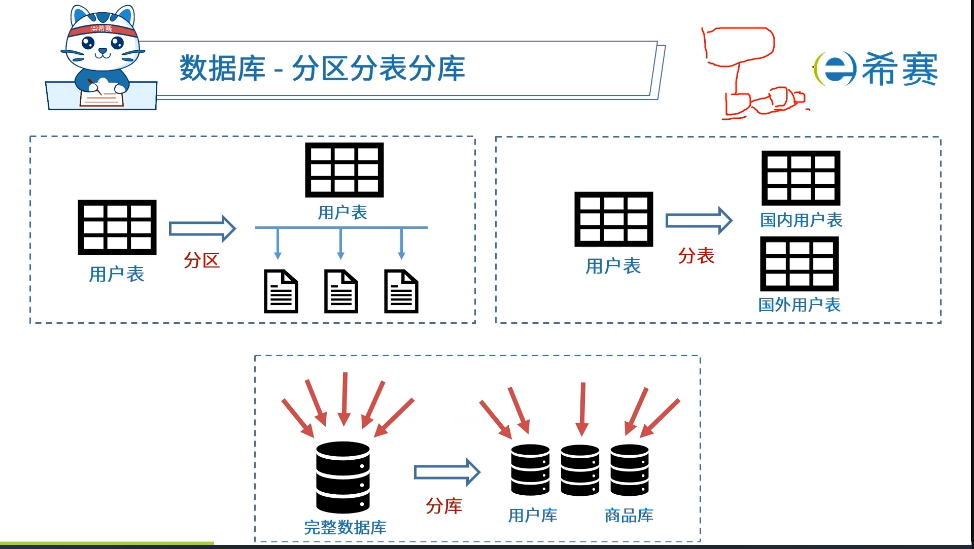 希赛
数据库 - 分区分表分库
希赛
用户表
分区
用户表
用户表
分表
国内用户表
国外用户表
完整数据库
分库
用户库
商品库